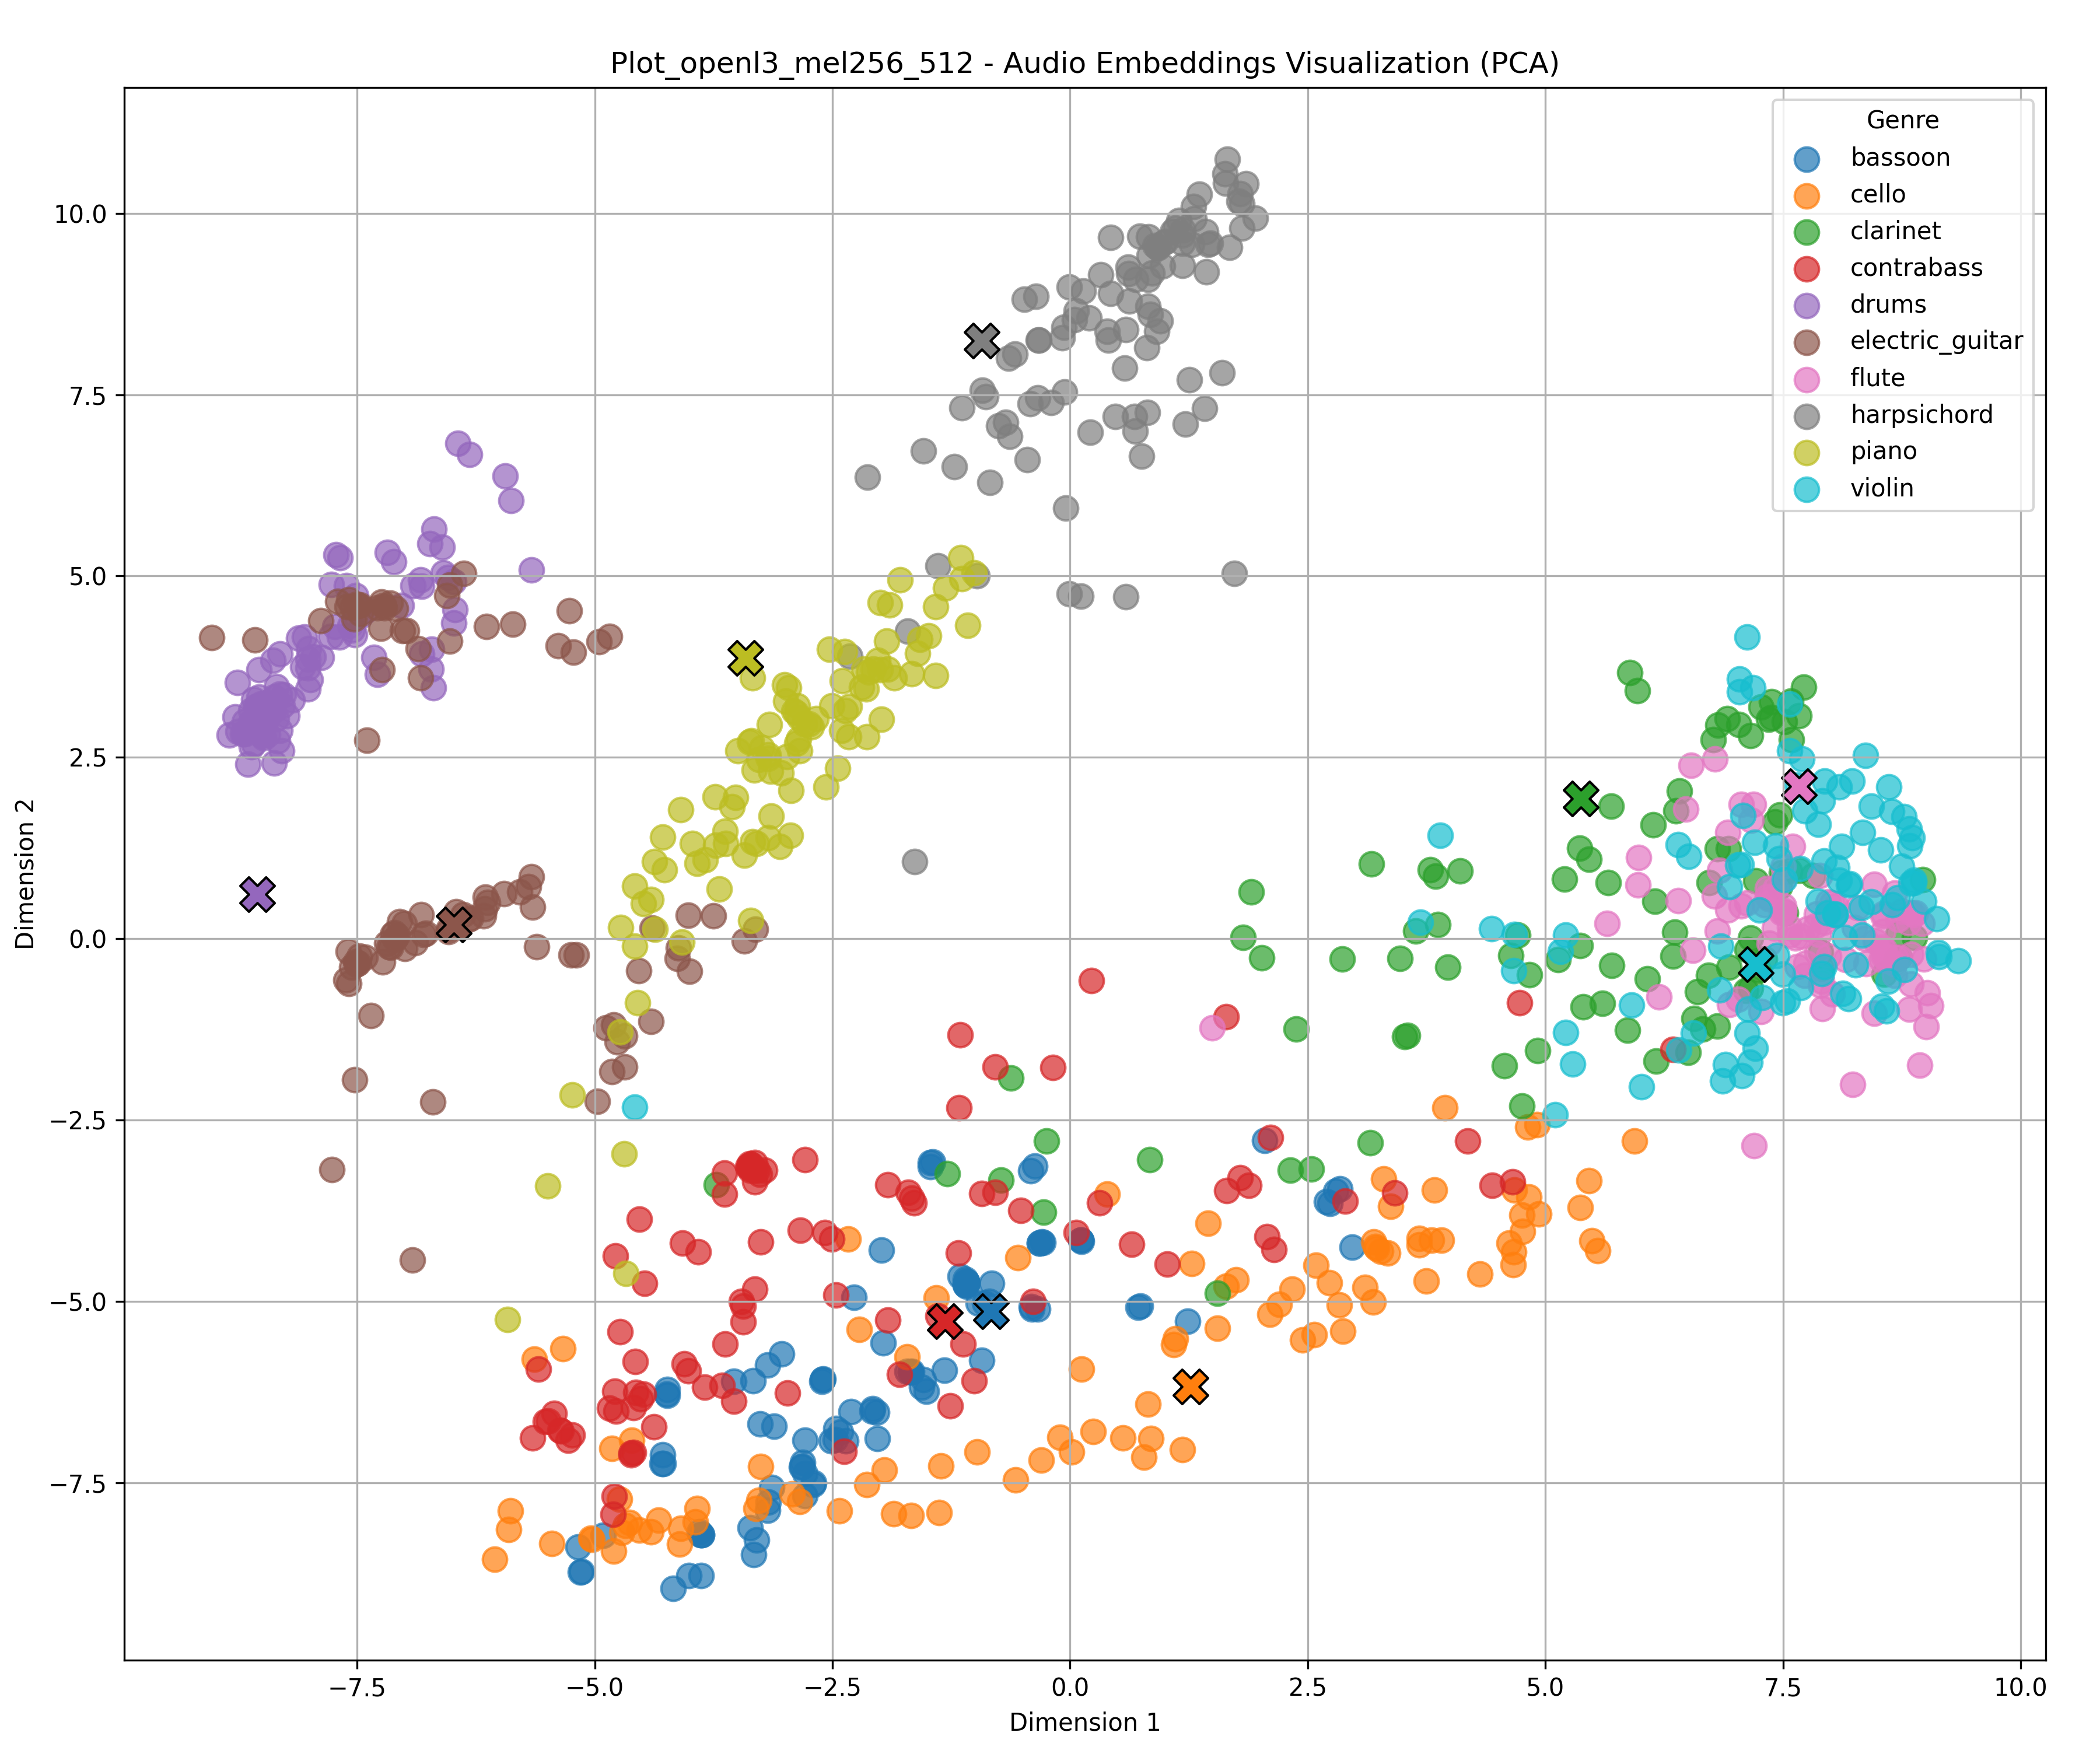 Plot_openl3_mel256_512 - Audio Embeddings Visualization (PCA)
Genre
bassoon
cello
clarinet
contrabass
drums
electric_guitar
flute
harpsichord
piano
violin
Dimension 2
10.0
7.5
5.0
2.5
0.0
−2.5
−5.0
−7.5
−7.5 −5.0 −2.5 0.0 2.5 5.0 7.5 10.0
Dimension 1